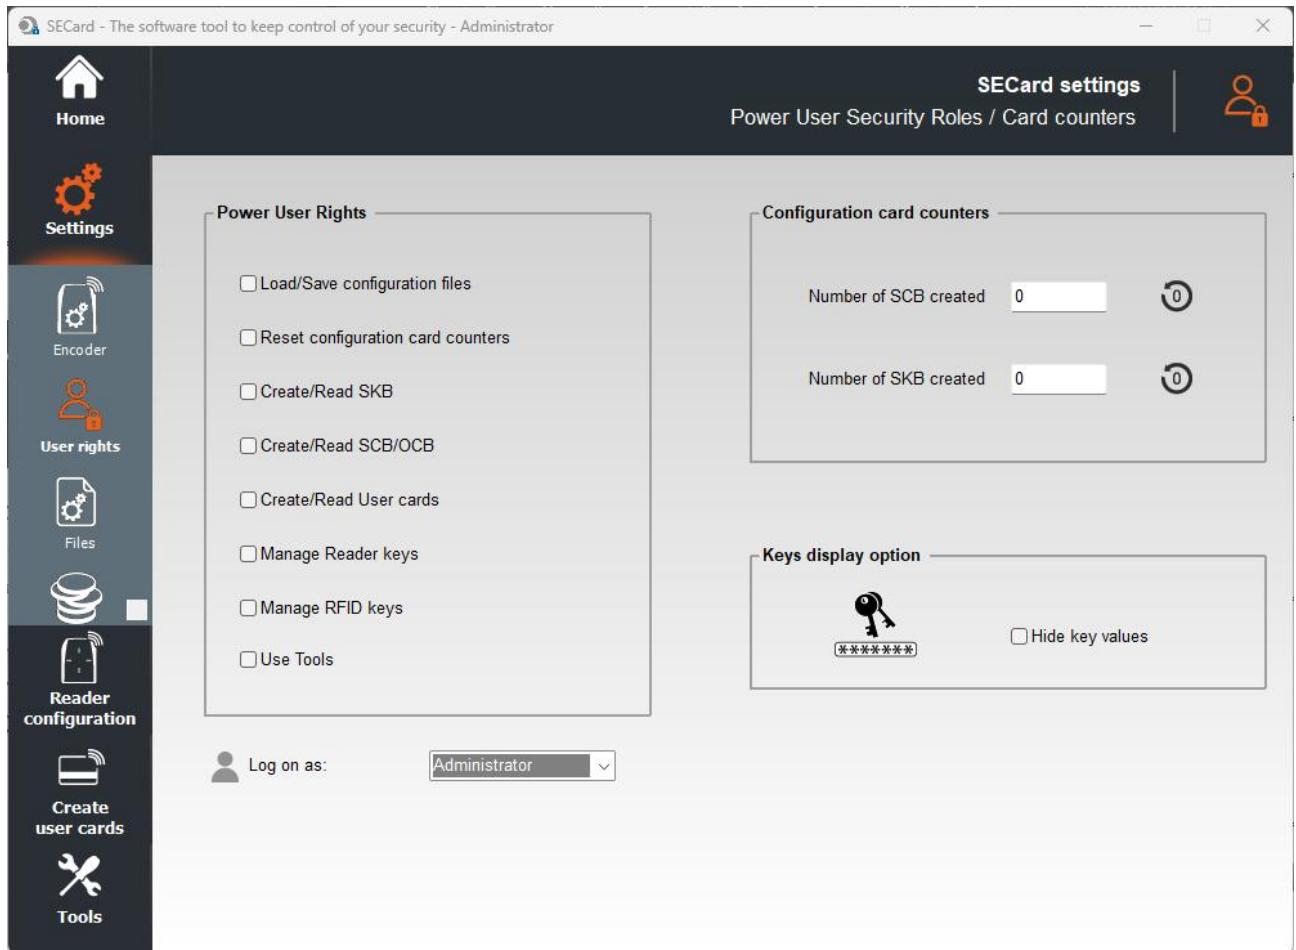 SECard - The software tool to keep control of your security - Administrator
Home
SECard settings
Power User Security Roles / Card counters
Settings
Encoder
User rights
Files
Reader
configuration
Create
user cards
Tools
Power User Rights
Load/Save configuration files
Reset configuration card counters
Create/Read SKB
Create/Read SCB/OCB
Create/Read User cards
Manage Reader keys
Manage RFID keys
Use Tools
Log on as: Administrator
Configuration card counters
Number of SCB created 0 0
Number of SKB created 0 0
Keys display option
*******
Hide key values